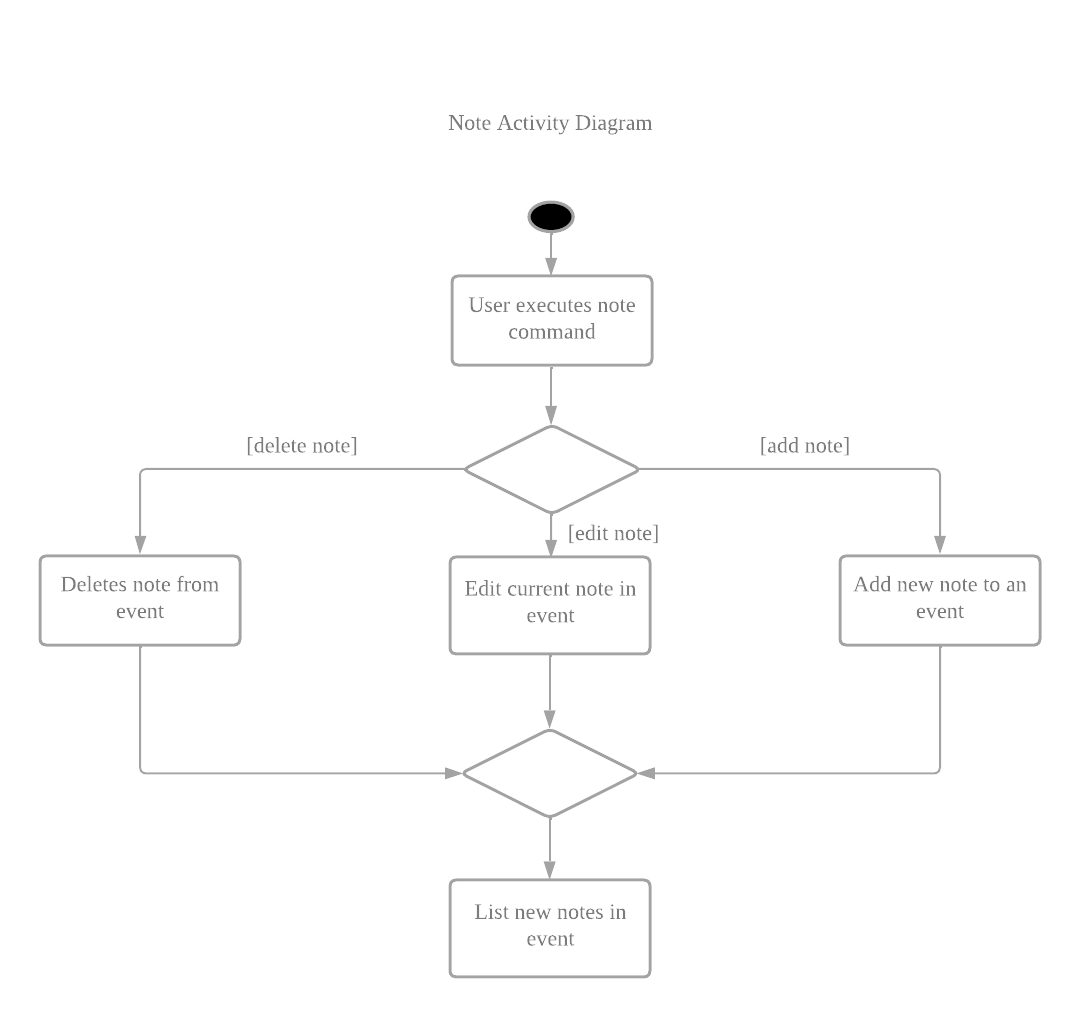 Note Activity Diagram
User executes note
command
[delete note]
[add note]
[edit note]
Deletes note from
event
Edit current note in
event
Add new note to an
event
List new notes in
event